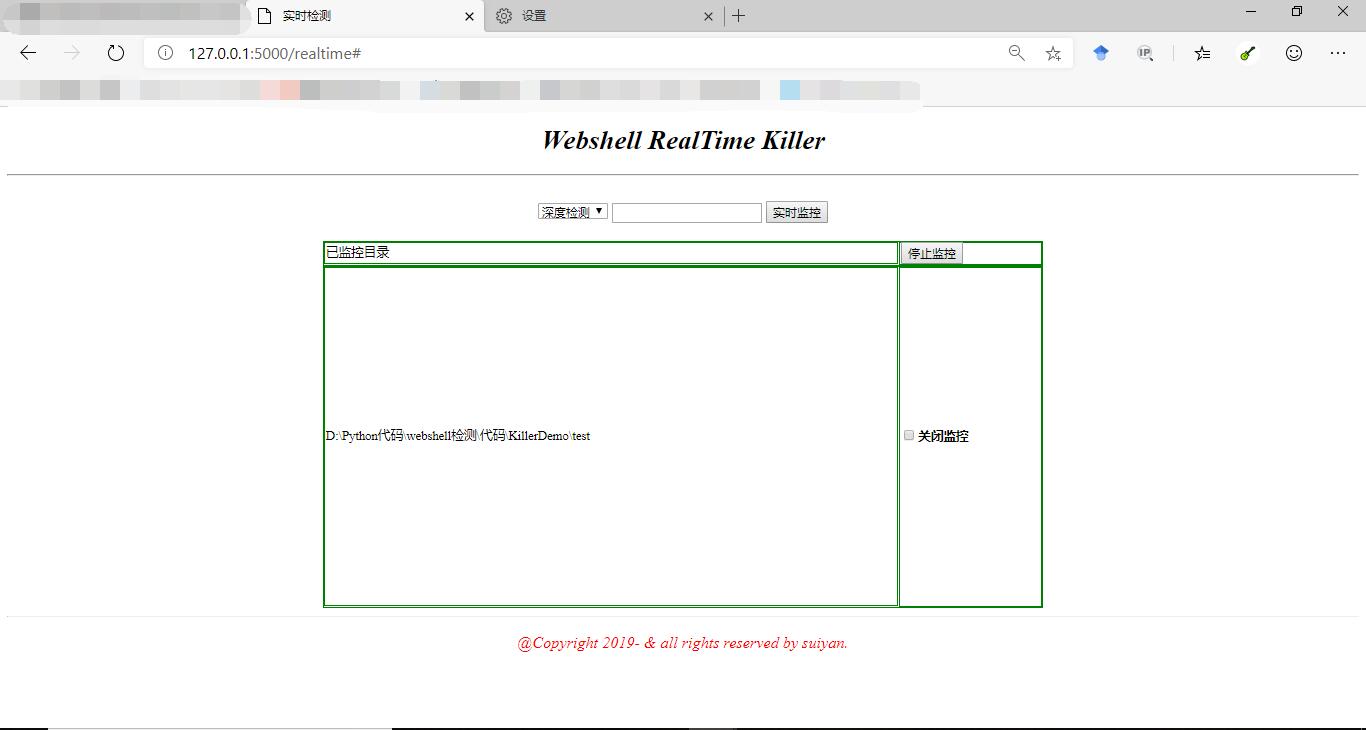 实时检测
设置
127.0.0.1:5000/realtime#
IP
Webshell RealTime Killer
深度检测 实时监控
已监控目录 停止监控
D:\Python代码\webshell检测\代码\KillerDemo\test 关闭监控
@Copyright 2019- & all rights reserved by suiyan.